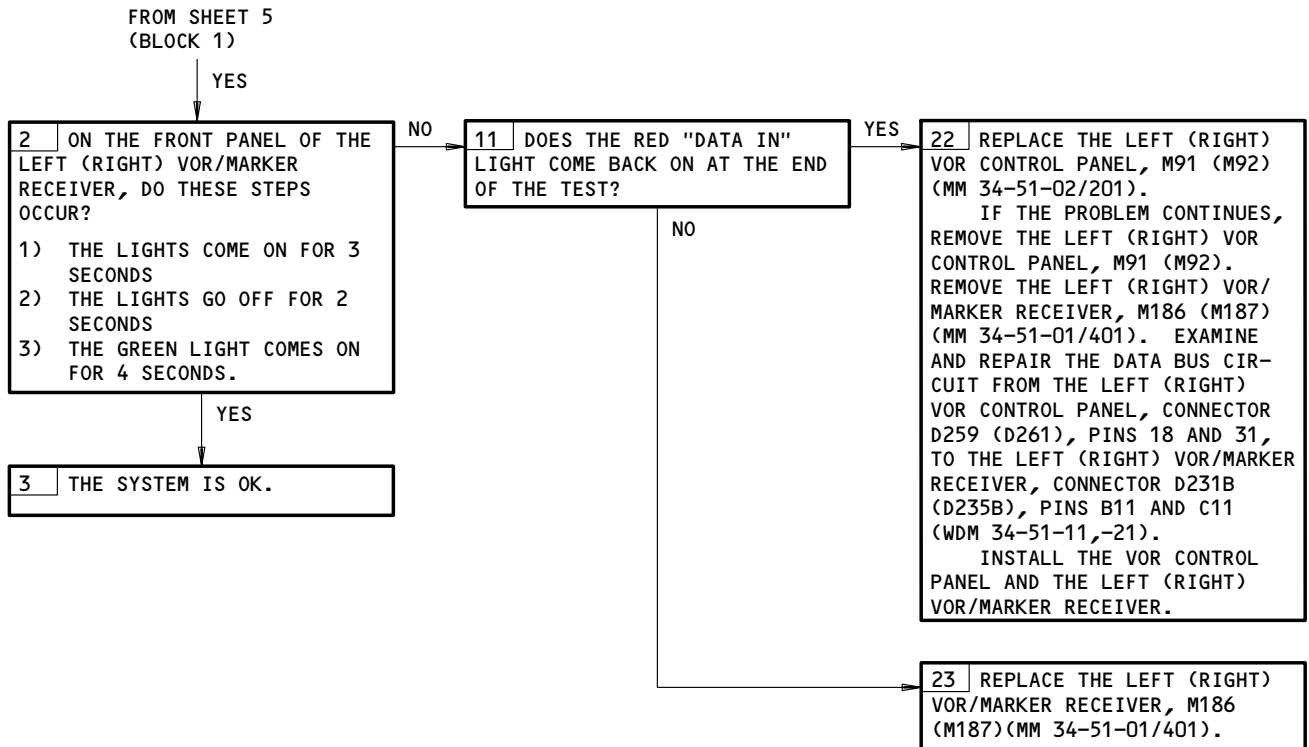 FROM SHEET 5
(BLOCK 1)
YES
2 ON THE FRONT PANEL OF THE
LEFT (RIGHT) VOR/MARKER
RECEIVER, DO THESE STEPS
OCCUR?
1) THE LIGHTS COME ON FOR 3
SECONDS
2) THE LIGHTS GO OFF FOR 2
SECONDS
3) THE GREEN LIGHT COMES ON
FOR 4 SECONDS.
YES
3 THE SYSTEM IS OK.
NO
11 DOES THE RED "DATA IN"
LIGHT COME BACK ON AT THE END
OF THE TEST?
YES
NO
22 REPLACE THE LEFT (RIGHT)
VOR CONTROL PANEL, M91 (M92)
(MM 34-51-02/201).
IF THE PROBLEM CONTINUES,
REMOVE THE LEFT (RIGHT) VOR
CONTROL PANEL, M91 (M92).
REMOVE THE LEFT (RIGHT) VOR/
MARKER RECEIVER, M186 (M187)
(MM 34-51-01/401). EXAMINE
AND REPAIR THE DATA BUS CIR-
CUIT FROM THE LEFT (RIGHT)
VOR CONTROL PANEL, CONNECTOR
D259 (D261), PINS 18 AND 31,
TO THE LEFT (RIGHT) VOR/MARKER
RECEIVER, CONNECTOR D231B
(D235B), PINS B11 AND C11
(WDM 34-51-11,-21).
INSTALL THE VOR CONTROL
PANEL AND THE LEFT (RIGHT)
VOR/MARKER RECEIVER.
23 REPLACE THE LEFT (RIGHT)
VOR/MARKER RECEIVER, M186
(M187)(MM 34-51-01/401).